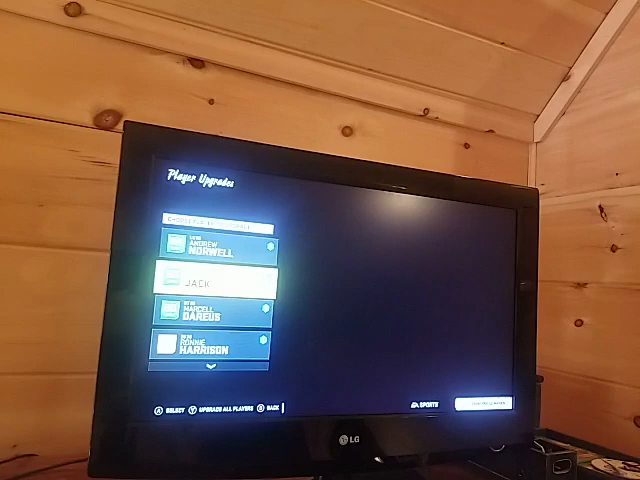 Player Upgrades
ANDREW
NORWELL
JACK
MARCELL
DAREUS
RONNIE
HARRISON
A SELECT Y UPGRADE ALL PLAYERS B BACK
EA SPORTS
LG